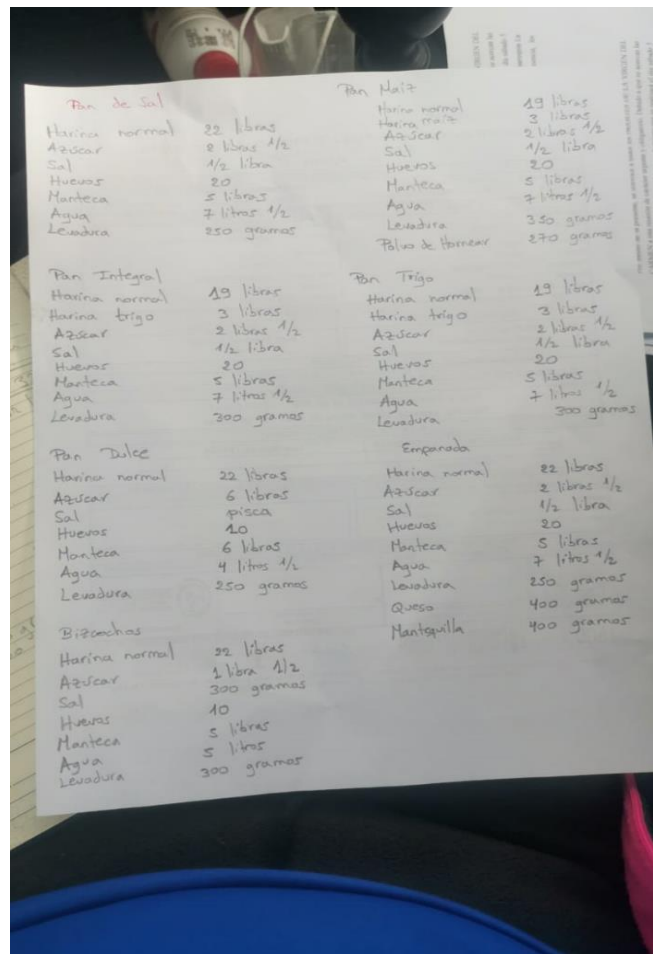 Pan de Sal
Harina normal 22 libras
Azúcar 2 libras 1/2
Sal 1/2 libra
Huevos 20
Manteca 5 libras
Agua 7 litros 1/2
Levadura 250 gramos
Pan Maiz
Harina normal 19 libras
Harina maiz 3 libras
Azúcar 2 libras 1/2
Sal 1/2 libra
Huevos 20
Manteca 5 libras
Agua 7 litros 1/2
Levadura 350 gramos
Polvo de Hornear 270 gramos
Pan Integral
Harina normal 19 libras
Harina trigo 3 libras
Azúcar 2 libras 1/2
Sal 1/2 libra
Huevos 20
Manteca 5 libras
Agua 7 litros 1/2
Levadura 300 gramos
Pan Trigo
Harina normal 19 libras
Harina trigo 3 libras
Azúcar 2 libras 1/2
Sal 1/2 libra
Huevos 20
Manteca 5 libras
Agua 7 litros 1/2
Levadura 300 gramos
Pan Dulce
Harina normal 22 libras
Azúcar 6 libras
Sal pisca
Huevos 10
Manteca 6 libras
Agua 4 litros 1/2
Levadura 250 gramos
Empanada
Harina normal 22 libras
Azúcar 2 libras 1/2
Sal 1/2 libra
Huevos 20
Manteca 5 libras
Agua 7 litros 1/2
Levadura 250 gramos
Queso 400 gramos
Mantequilla 400 gramos
Bizcochos
Harina normal 22 libras
Azúcar 1 libra 1/2
Sal 300 gramos
Huevos 10
Manteca 5 libras
Agua 5 litros
Levadura 300 gramos